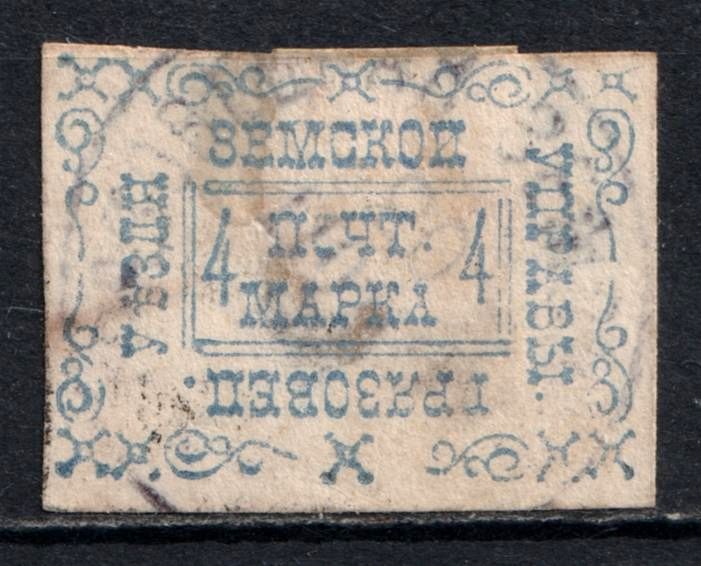 ЗЕМСКОЙ
УПРАВЫ.
ГРЯЗОВЕЦ.
УѢЗДН
4 ПОЧТ. 4
МАРКА